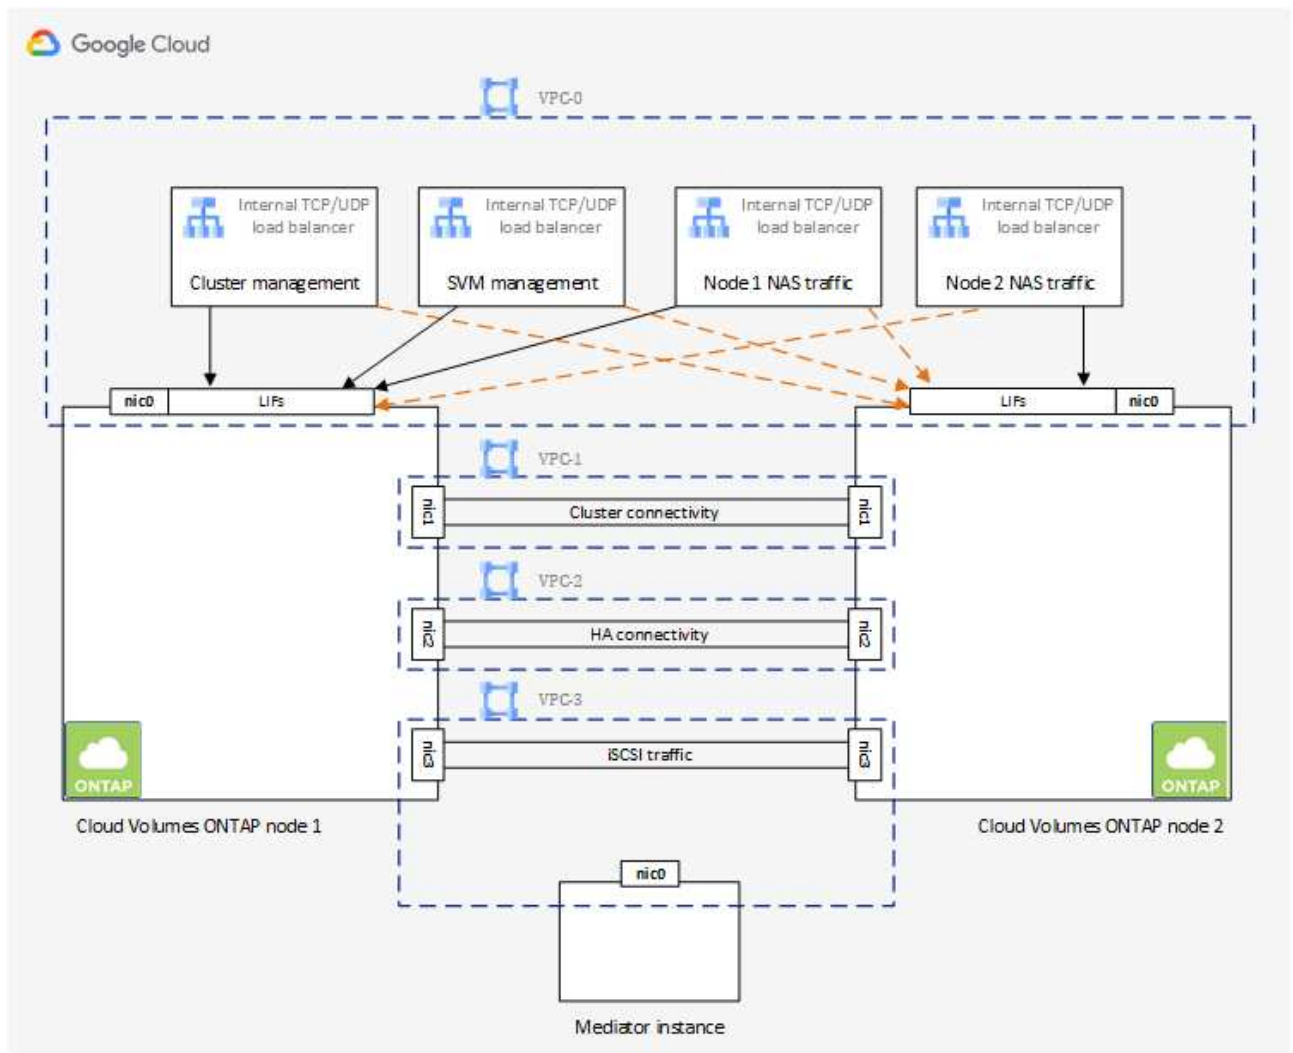 Google Cloud
VPC-0
Internal TCP/UDP
load balancer
Cluster management
Internal TCP/UDP
load balancer
SVM management
Internal TCP/UDP
load balancer
Node 1 NAS traffic
Internal TCP/UDP
load balancer
Node 2 NAS traffic
nic0
LIFs
LIFs
nic0
VPC-1
nic1
Cluster connectivity
nic1
VPC-2
nic2
HA connectivity
nic2
VPC-3
nic3
iSCSI traffic
nic3
ONTAP
ONTAP
Cloud Volumes ONTAP node 1
Cloud Volumes ONTAP node 2
nic0
Mediator instance